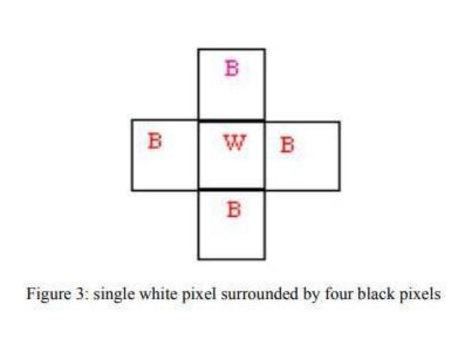 B
B W B
B
Figure 3: single white pixel surrounded by four black pixels